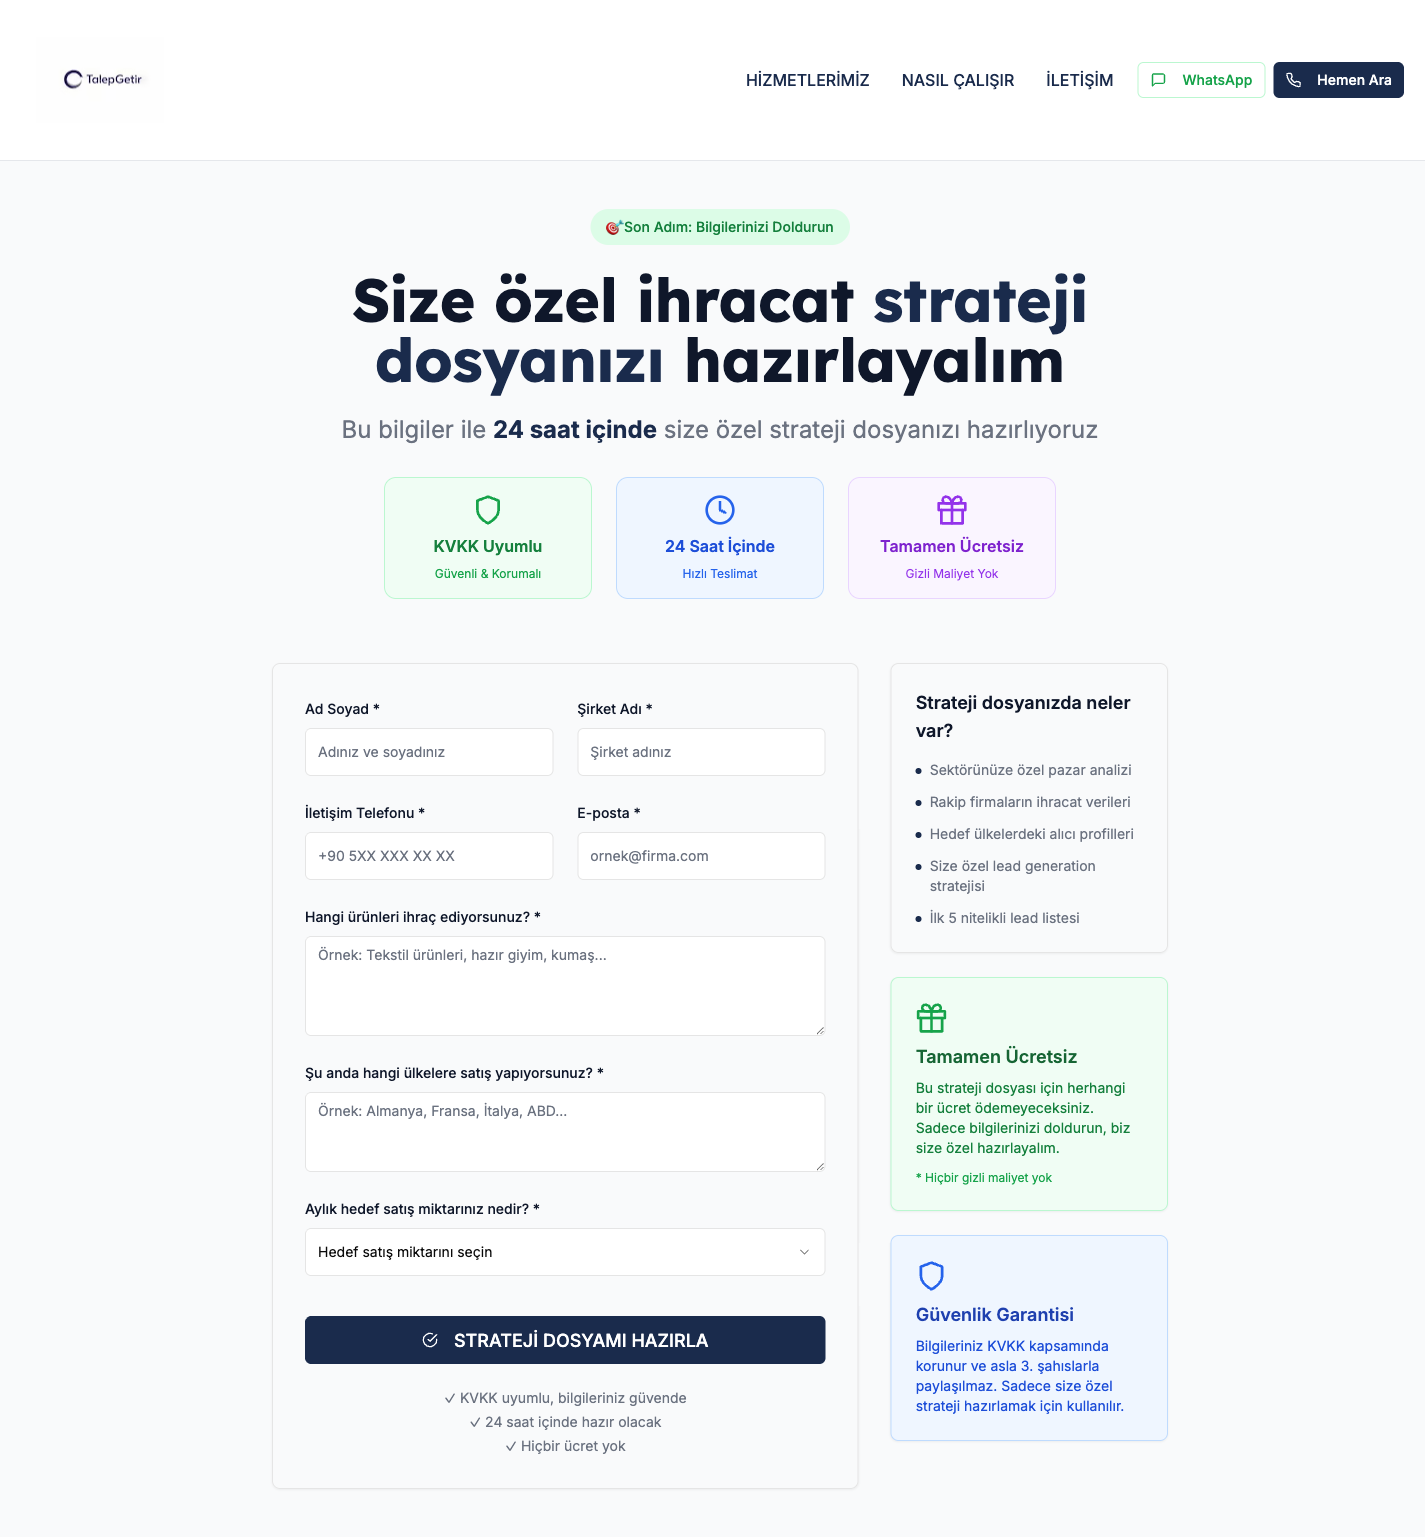 TalepGetir
HİZMETLERİMİZ
NASIL ÇALIŞIR
İLETİŞİM
WhatsApp
Hemen Ara
🎯Son Adım: Bilgilerinizi Doldurun
Size özel ihracat strateji
dosyanızı hazırlayalım
Bu bilgiler ile 24 saat içinde size özel strateji dosyanızı hazırlıyoruz
KVKK Uyumlu
Güvenli & Korumalı
24 Saat İçinde
Hızlı Teslimat
Tamamen Ücretsiz
Gizli Maliyet Yok
Ad Soyad *
Adınız ve soyadınız
Şirket Adı *
Şirket adınız
İletişim Telefonu *
+90 5XX XXX XX XX
E-posta *
ornek@firma.com
Hangi ürünleri ihraç ediyorsunuz? *
Örnek: Tekstil ürünleri, hazır giyim, kumaş...
Şu anda hangi ülkelere satış yapıyorsunuz? *
Örnek: Almanya, Fransa, İtalya, ABD...
Aylık hedef satış miktarınız nedir? *
Hedef satış miktarını seçin
STRATEJİ DOSYAMI HAZIRLA
✓ KVKK uyumlu, bilgileriniz güvende
✓ 24 saat içinde hazır olacak
✓ Hiçbir ücret yok
Strateji dosyanızda neler
var?
• Sektörünüze özel pazar analizi
• Rakip firmaların ihracat verileri
• Hedef ülkelerdeki alıcı profilleri
• Size özel lead generation
stratejisi
• İlk 5 nitelikli lead listesi
Tamamen Ücretsiz
Bu strateji dosyası için herhangi
bir ücret ödemeyeceksiniz.
Sadece bilgilerinizi doldurun, biz
size özel hazırlayalım.
* Hiçbir gizli maliyet yok
Güvenlik Garantisi
Bilgileriniz KVKK kapsamında
korunur ve asla 3. şahıslarla
paylaşılmaz. Sadece size özel
strateji hazırlamak için kullanılır.